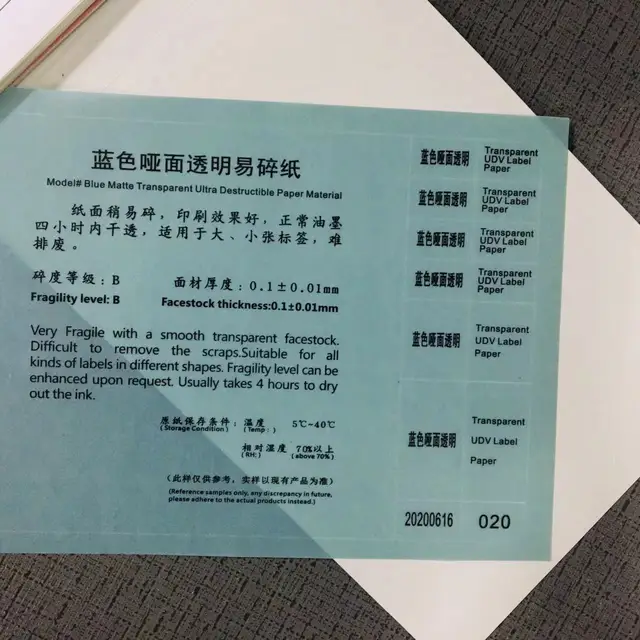 蓝色哑面透明易碎纸
Model# Blue Matte Transparent Ultra Destructible Paper Material
纸面稍易碎，印刷效果好，正常油墨
四小时内干透，适用于大、小张标签，难
排废。
碎度等级：B 面材厚度：0.1±0.01mm
Fragility level: B Facestock thickness:0.1±0.01mm
Very Fragile with a smooth transparent facestock.
Difficult to remove the scraps.Suitable for all
kinds of labels in different shapes. Fragility level can be
enhanced upon request. Usually takes 4 hours to dry
out the ink.
原纸保存条件：温度 5℃~40℃
(Storage Condition) (Temp:)
相对湿度 70%以上
(RH:) (above 70%)
（此样仅供参考，实样以现有产品为准）
(Reference samples only, any discrepancy in future,
please adhere to the actual products instead.)
蓝色哑面透明
Transparent
UDV Label
Paper
蓝色哑面透明
Transparent
UDV Label
Paper
蓝色哑面透明
Transparent
UDV Label
Paper
蓝色哑面透明
Transparent
UDV Label
Paper
蓝色哑面透明
Transparent
UDV Label
Paper
蓝色哑面透明
Transparent
UDV Label
Paper
20200616 020